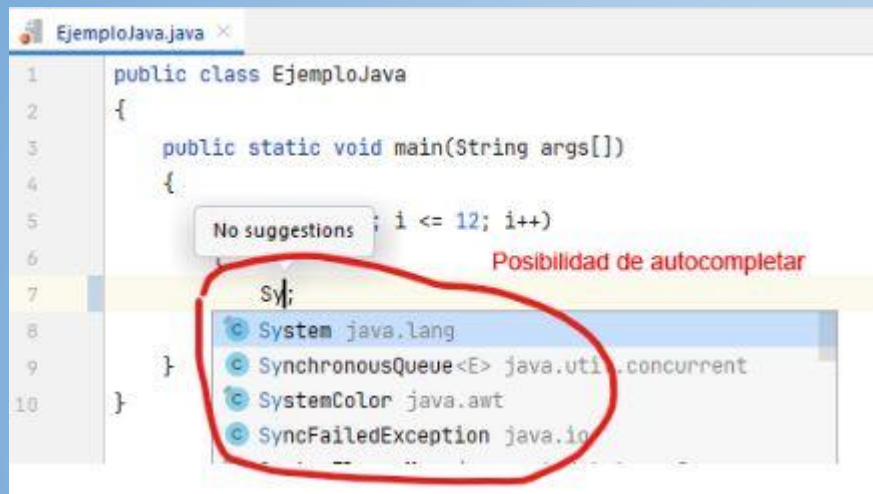 EjemploJava.java ×
1 public class EjemploJava
2 {
3 public static void main(String args[])
4 {
No suggestions
5 ; i <= 12; i++)
6 {
Posibilidad de autocompletar
7 Sy;
System java.lang
8
SynchronousQueue<E> java.util.concurrent
9 }
SystemColor java.awt
10 }
SyncFailedException java.io